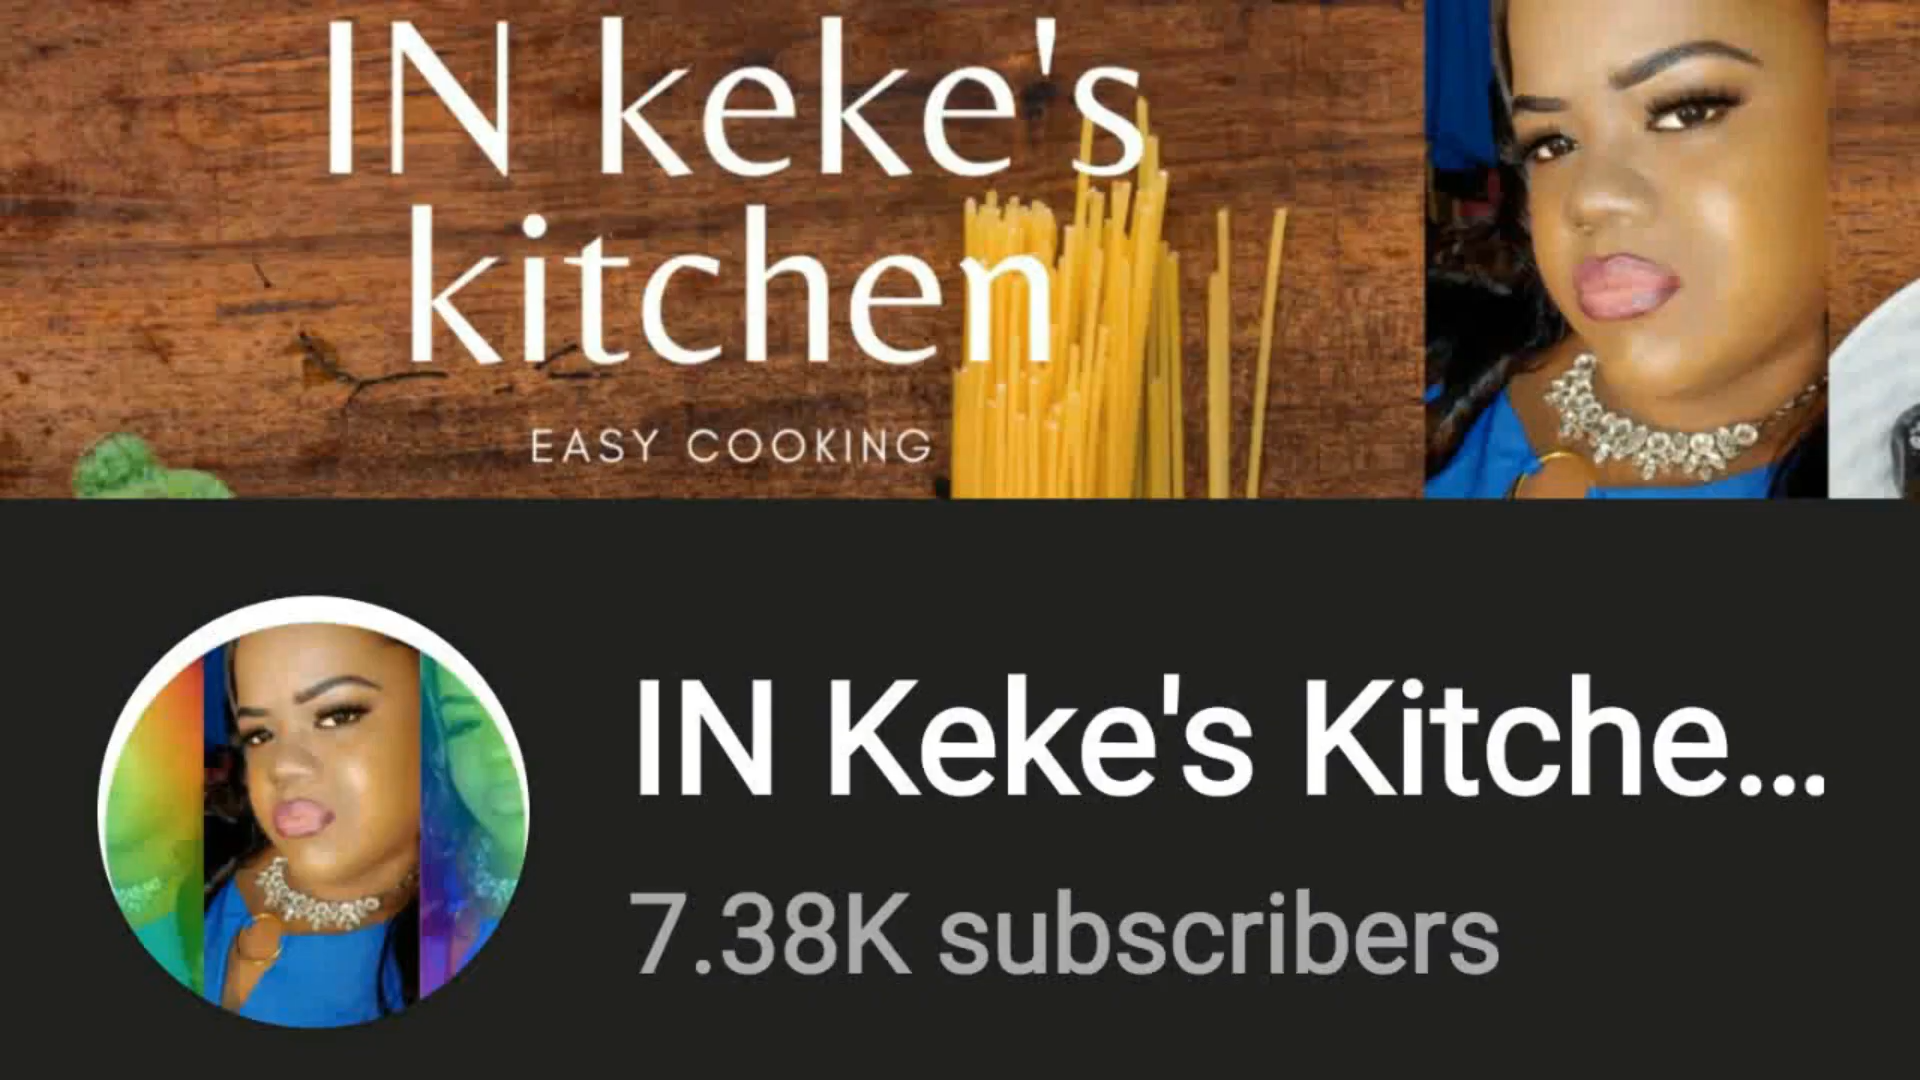 IN keke's
kitchen
EASY COOKING
IN Keke's Kitche...
7.38K subscribers